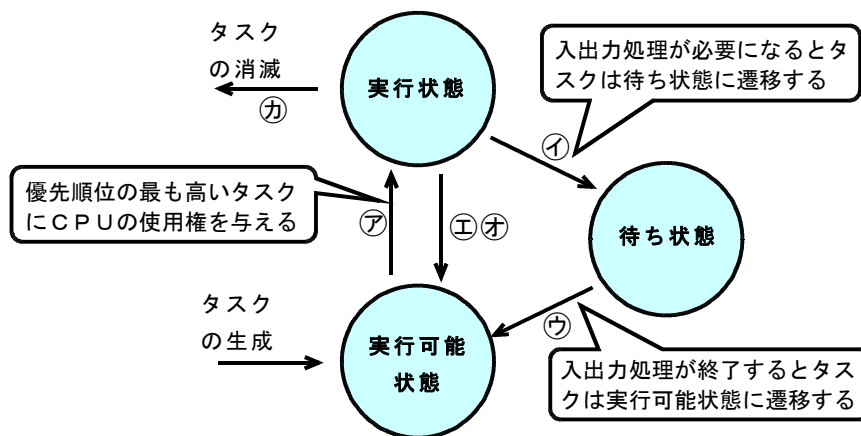 タスク
の消滅
㋕
実行状態
入出力処理が必要になるとタ
スクは待ち状態に遷移する
㋑
優先順位の最も高いタスク
にCPUの使用権を与える
㋐
㋓㋔
待ち状態
タスク
の生成
実行可能
状態
㋒
入出力処理が終了するとタス
クは実行可能状態に遷移する